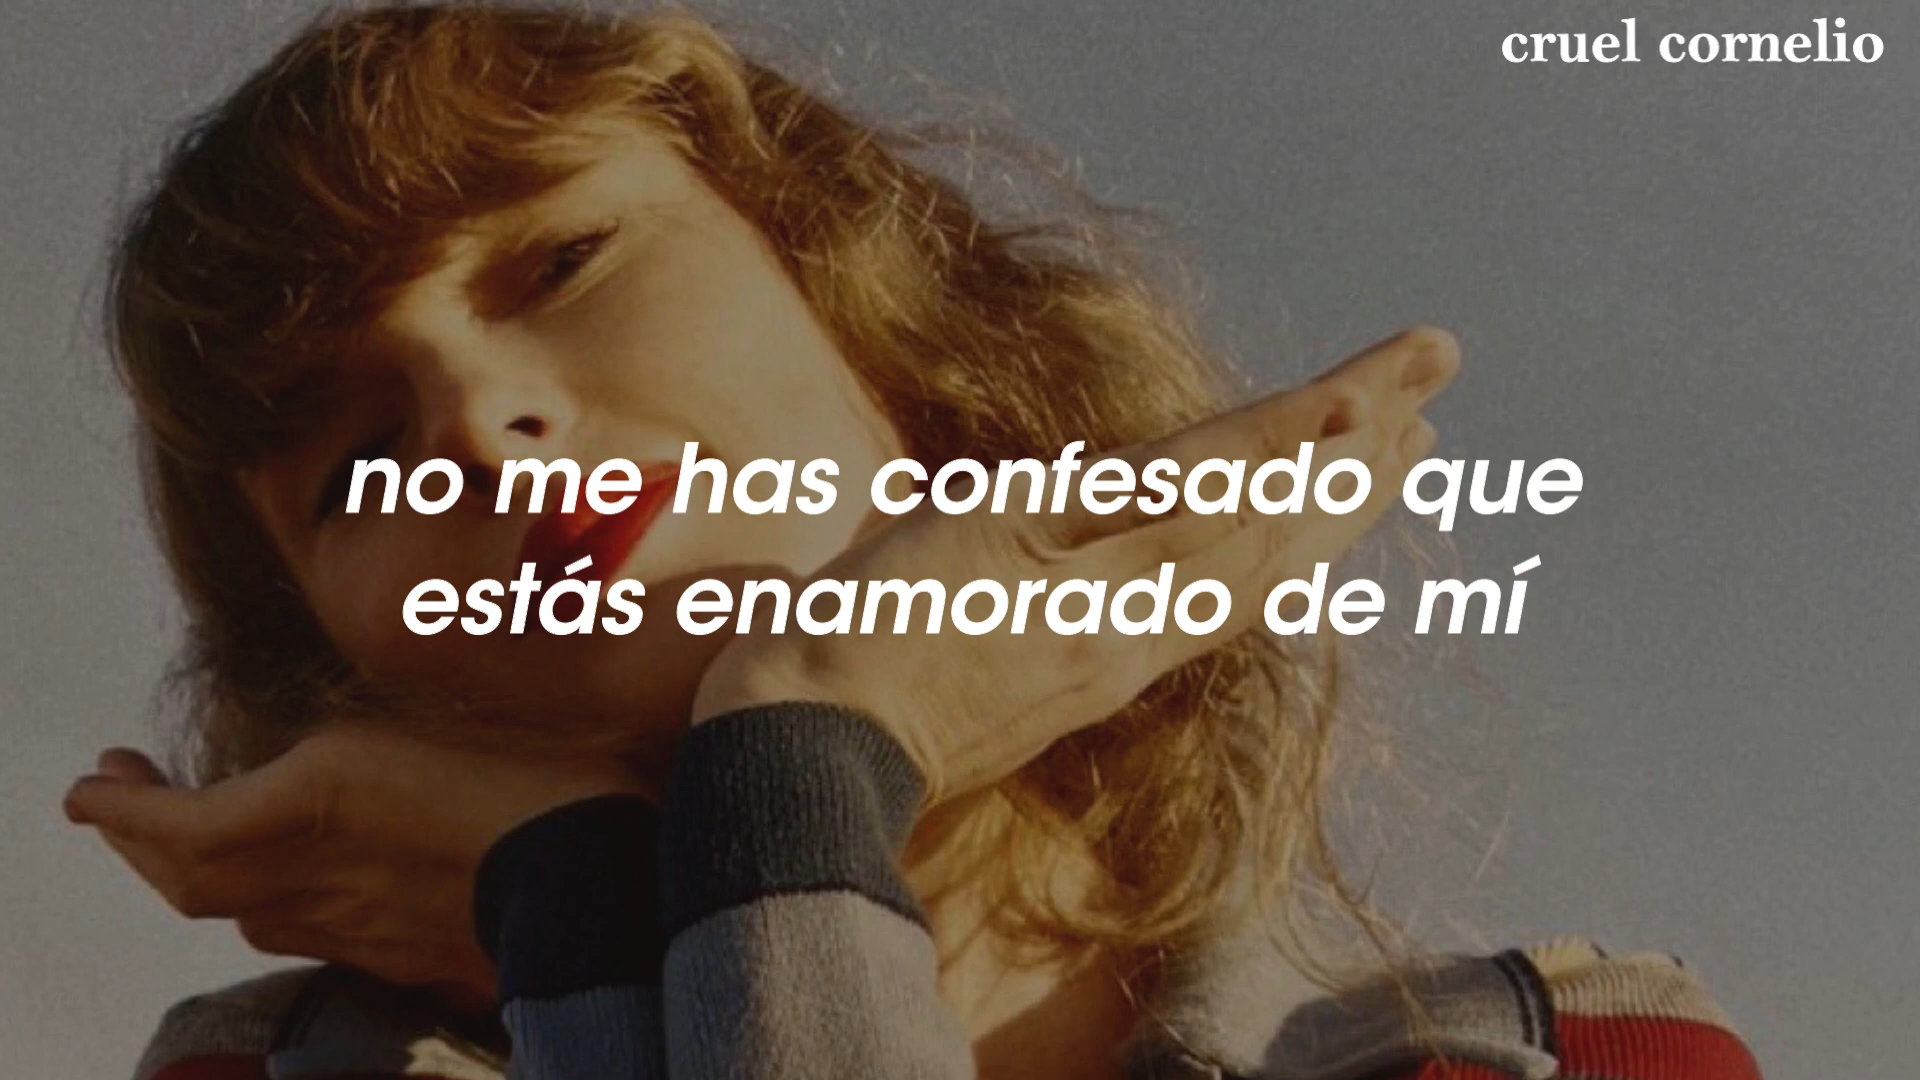 cruel cornelio
no me has confesado que
estás enamorado de mí